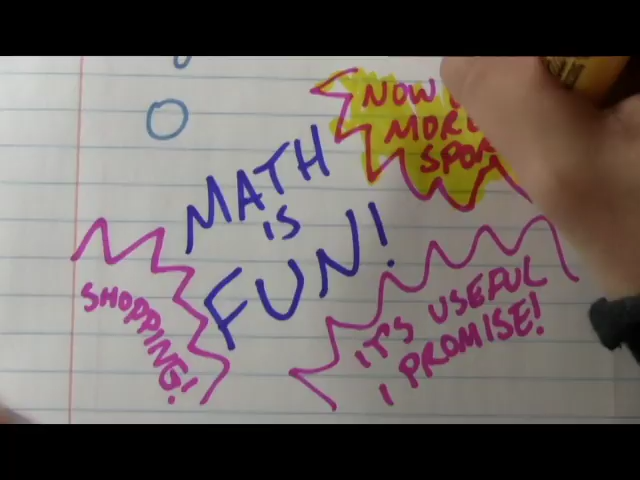 NOW
MORE
MATH
IS
FUN!
SHOPPING!
IT'S USEFUL
I PROMISE!